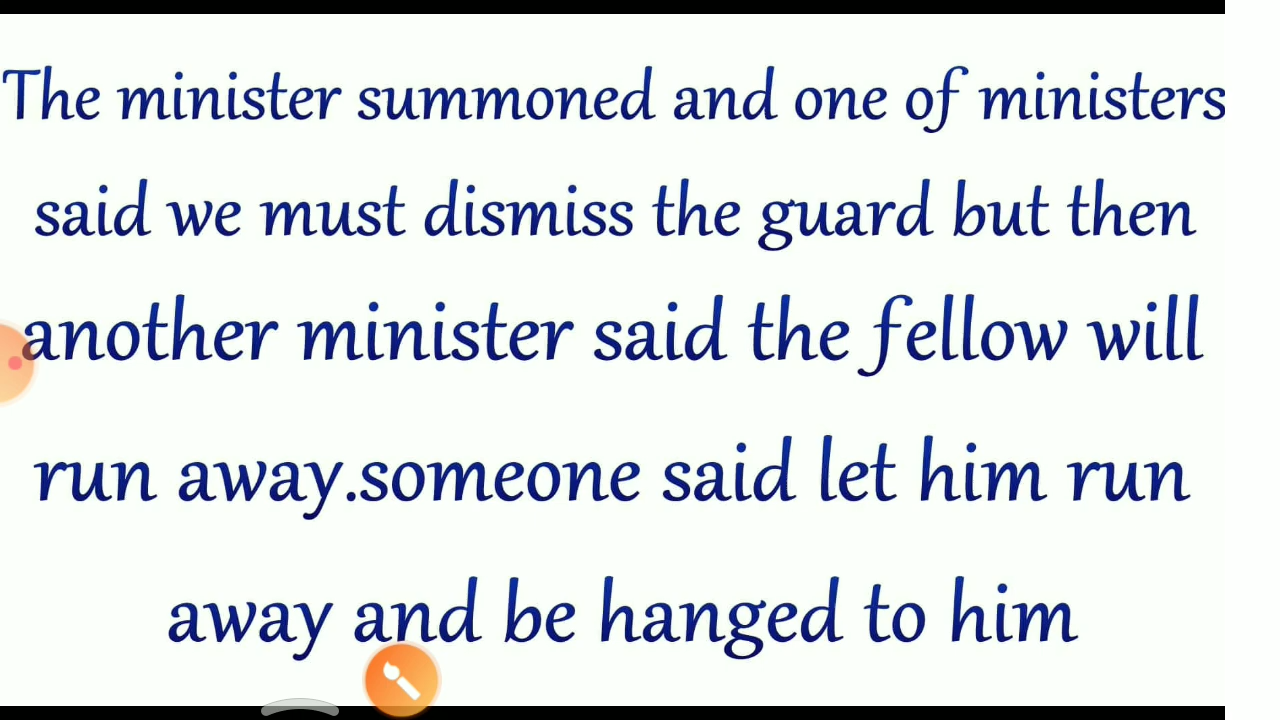 The minister summoned and one of ministers
said we must dismiss the guard but then
another minister said the fellow will
run away.someone said let him run
away and be hanged to him